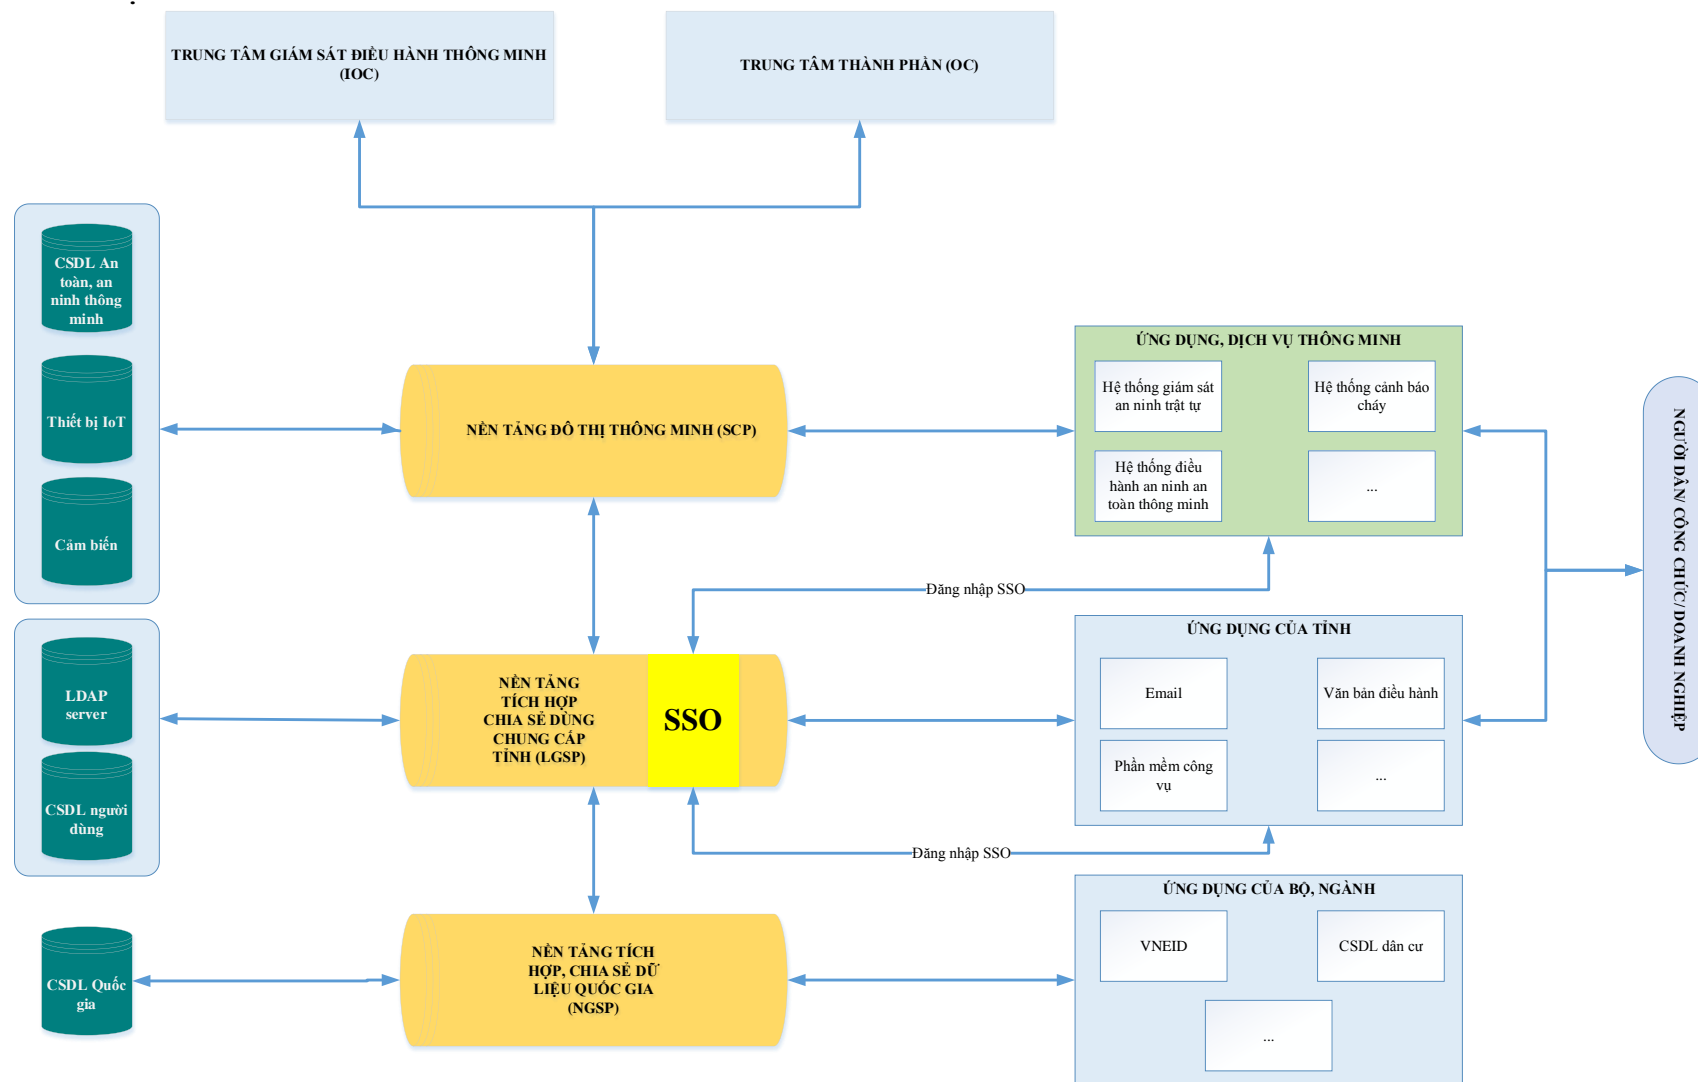 TRUNG TÂM GIÁM SÁT ĐIỀU HÀNH THÔNG MINH
(IOC)
TRUNG TÂM THÀNH PHẦN (OC)
CSDL An
toàn, an
ninh thông
minh
Thiết bị IoT
Cảm biến
NỀN TẢNG ĐÔ THỊ THÔNG MINH (SCP)
ỨNG DỤNG, DỊCH VỤ THÔNG MINH
Hệ thống giám sát
an ninh trật tự
Hệ thống cảnh báo
cháy
Hệ thống điều
hành an ninh an
toàn thông minh
...
NGƯỜI DÂN/ CÔNG CHỨC/ DOANH NGHIỆP
Đăng nhập SSO
LDAP
server
CSDL người
dùng
NỀN TẢNG
TÍCH HỢP
CHIA SẺ DÙNG
CHUNG CẤP
TỈNH (LGSP)
SSO
ỨNG DỤNG CỦA TỈNH
Email
Văn bản điều hành
Phần mềm công
vụ
...
Đăng nhập SSO
CSDL Quốc
gia
NỀN TẢNG TÍCH
HỢP, CHIA SẺ DỮ
LIỆU QUỐC GIA
(NGSP)
ỨNG DỤNG CỦA BỘ, NGÀNH
VNEID
CSDL dân cư
...